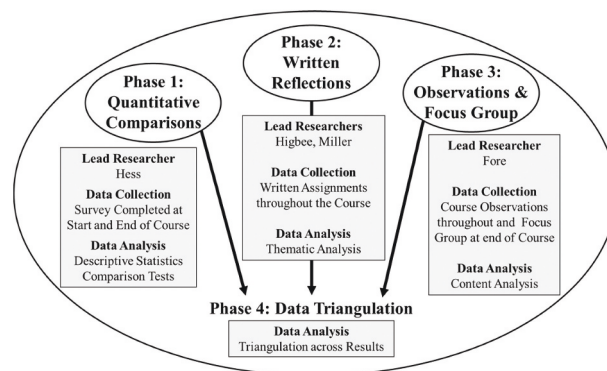 Phase 1:
Quantitative
Comparisons
Lead Researcher
Hess
Data Collection
Survey Completed at
Start and End of Course
Data Analysis
Descriptive Statistics
Comparison Tests
Phase 2:
Written
Reflections
Lead Researchers
Higbee, Miller
Data Collection
Written Assignments
throughout the Course
Data Analysis
Thematic Analysis
Phase 3:
Observations &
Focus Group
Lead Researcher
Fore
Data Collection
Course Observations
throughout and Focus
Group at end of Course
Data Analysis
Content Analysis
Phase 4: Data Triangulation
Data Analysis
Triangulation across Results